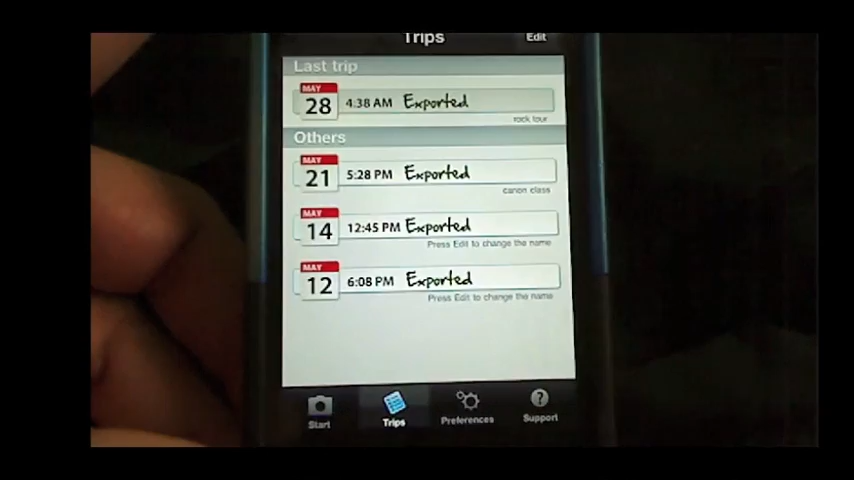 Trips Edit
Last trip
MAY 28 4:38 AM Exported
rock tour
Others
MAY 21 5:28 PM Exported
canon class
MAY 14 12:45 PM Exported
Press Edit to change the name
MAY 12 6:08 PM Exported
Press Edit to change the name
Start Trips Preferences Support